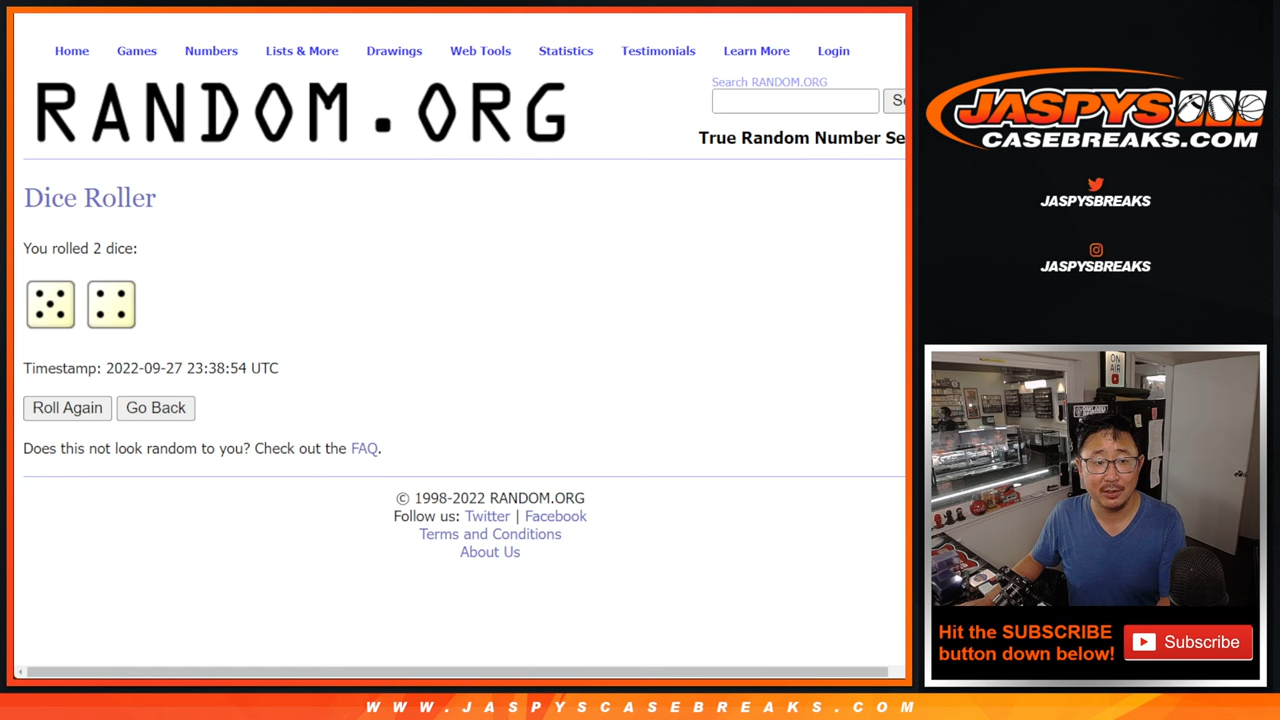 Home Games Numbers Lists & More Drawings Web Tools Statistics Testimonials Learn More Login
RANDOM.ORG
Search RANDOM.ORG
True Random Number Se
Dice Roller
You rolled 2 dice:
Timestamp: 2022-09-27 23:38:54 UTC
Roll Again Go Back
Does this not look random to you? Check out the FAQ.
© 1998-2022 RANDOM.ORG
Follow us: Twitter | Facebook
Terms and Conditions
About Us
JASPYS
CASEBREAKS.COM
JASPYSBREAKS
JASPYSBREAKS
ON
AIR
Hit the SUBSCRIBE
button down below!
Subscribe
WWW.JASPYSCASEBREAKS.COM